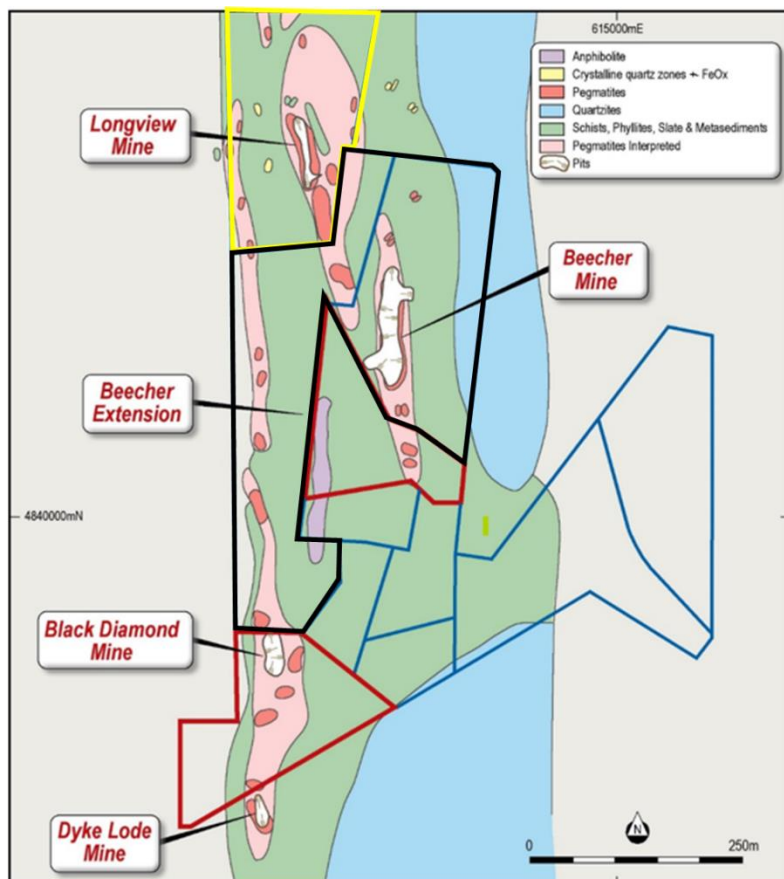 615000mE
Anphibolite
Crystalline quartz zones +- FeOx
Pegmatites
Quartzites
Schists, Phyllites, Slate & Metasediments
Pegmatites Interpreted
Pits
Longview
Mine
Beecher
Mine
Beecher
Extension
4840000mN
Black Diamond
Mine
Dyke Lode
Mine
N
0
250m